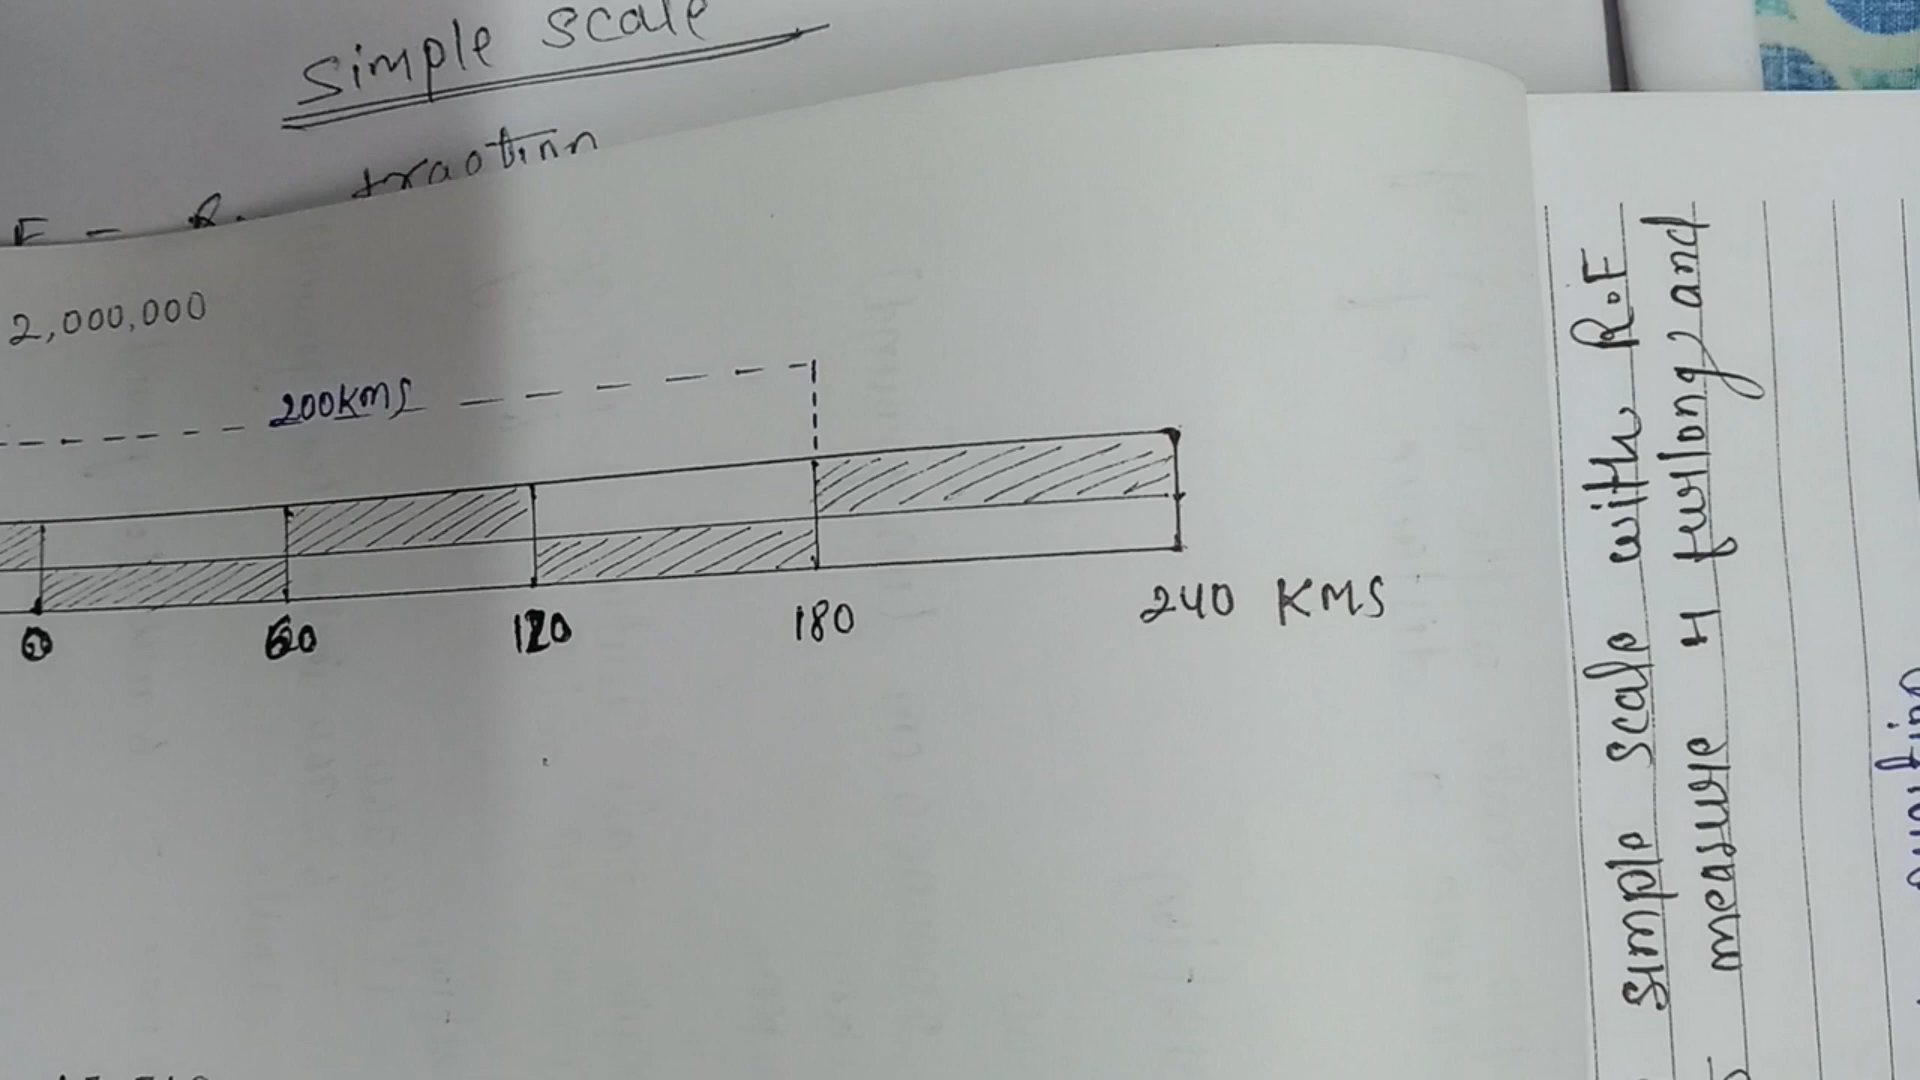 Simple scale
fraction
2,000,000
200KMS
0 60 120 180 240 KMS
simple scale with R.F
measure 4 furlong and